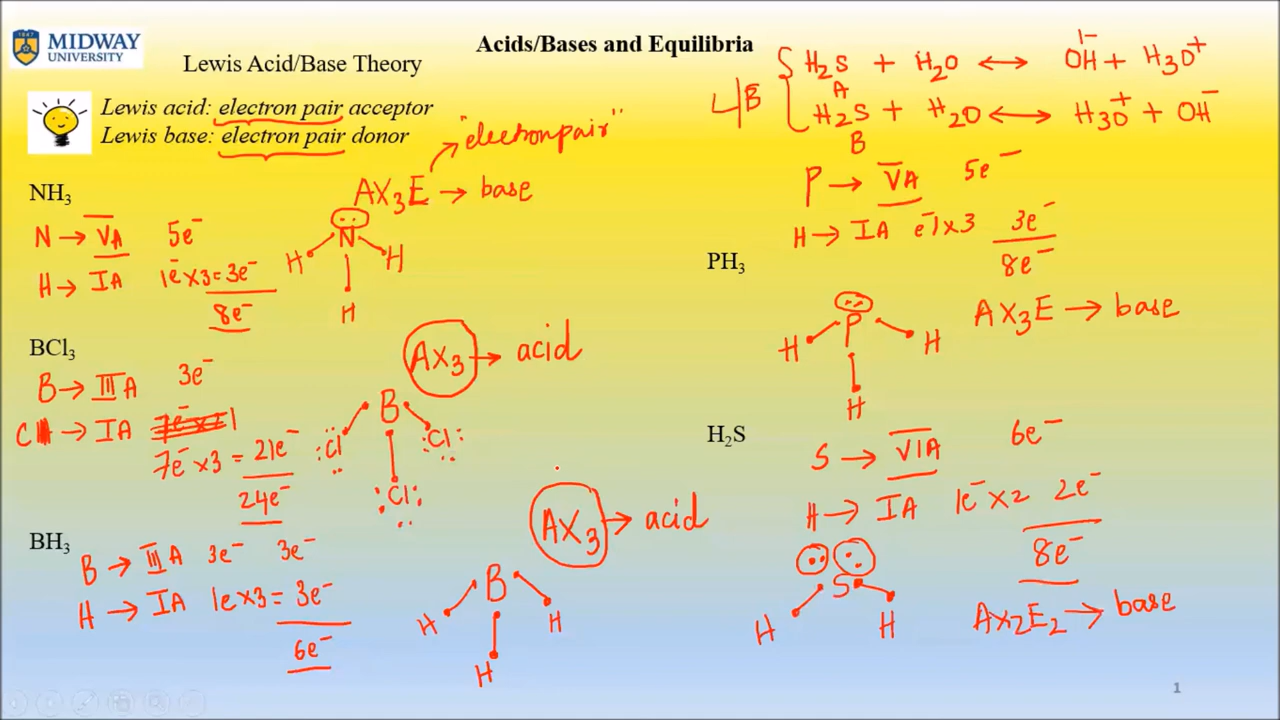 MIDWAY
UNIVERSITY
Acids/Bases and Equilibria
Lewis Acid/Base Theory
Lewis acid: electron pair acceptor
Lewis base: electron pair donor
"electron pair"
NH₃
AX₃E → base
N → VA 5e⁻
H → IA 1e⁻ x3 = 3e⁻
8e⁻
N
H H
H
BCl₃
AX₃ → acid
B → IIIA 3e⁻
Cl → IA
7e⁻ x3 = 21e⁻
24e⁻
B
Cl Cl
Cl
BH₃
AX₃ → acid
B → IIIA 3e⁻ 3e⁻
H → IA 1e x3 = 3e⁻
6e⁻
B
H H
H
H₂S + H₂O ↔ OH¹⁻ + H₃O⁺
A
B
H₂S + H₂O ↔ H₃O⁺ + OH⁻
B
P → VA 5e⁻
H → IA e⁻1x3 3e⁻
8e⁻
PH₃
AX₃E → base
P
H H
H
H₂S
S → VIA 6e⁻
H → IA 1e⁻ x2 2e⁻
8e⁻
S
H H
AX₂E₂ → base
1